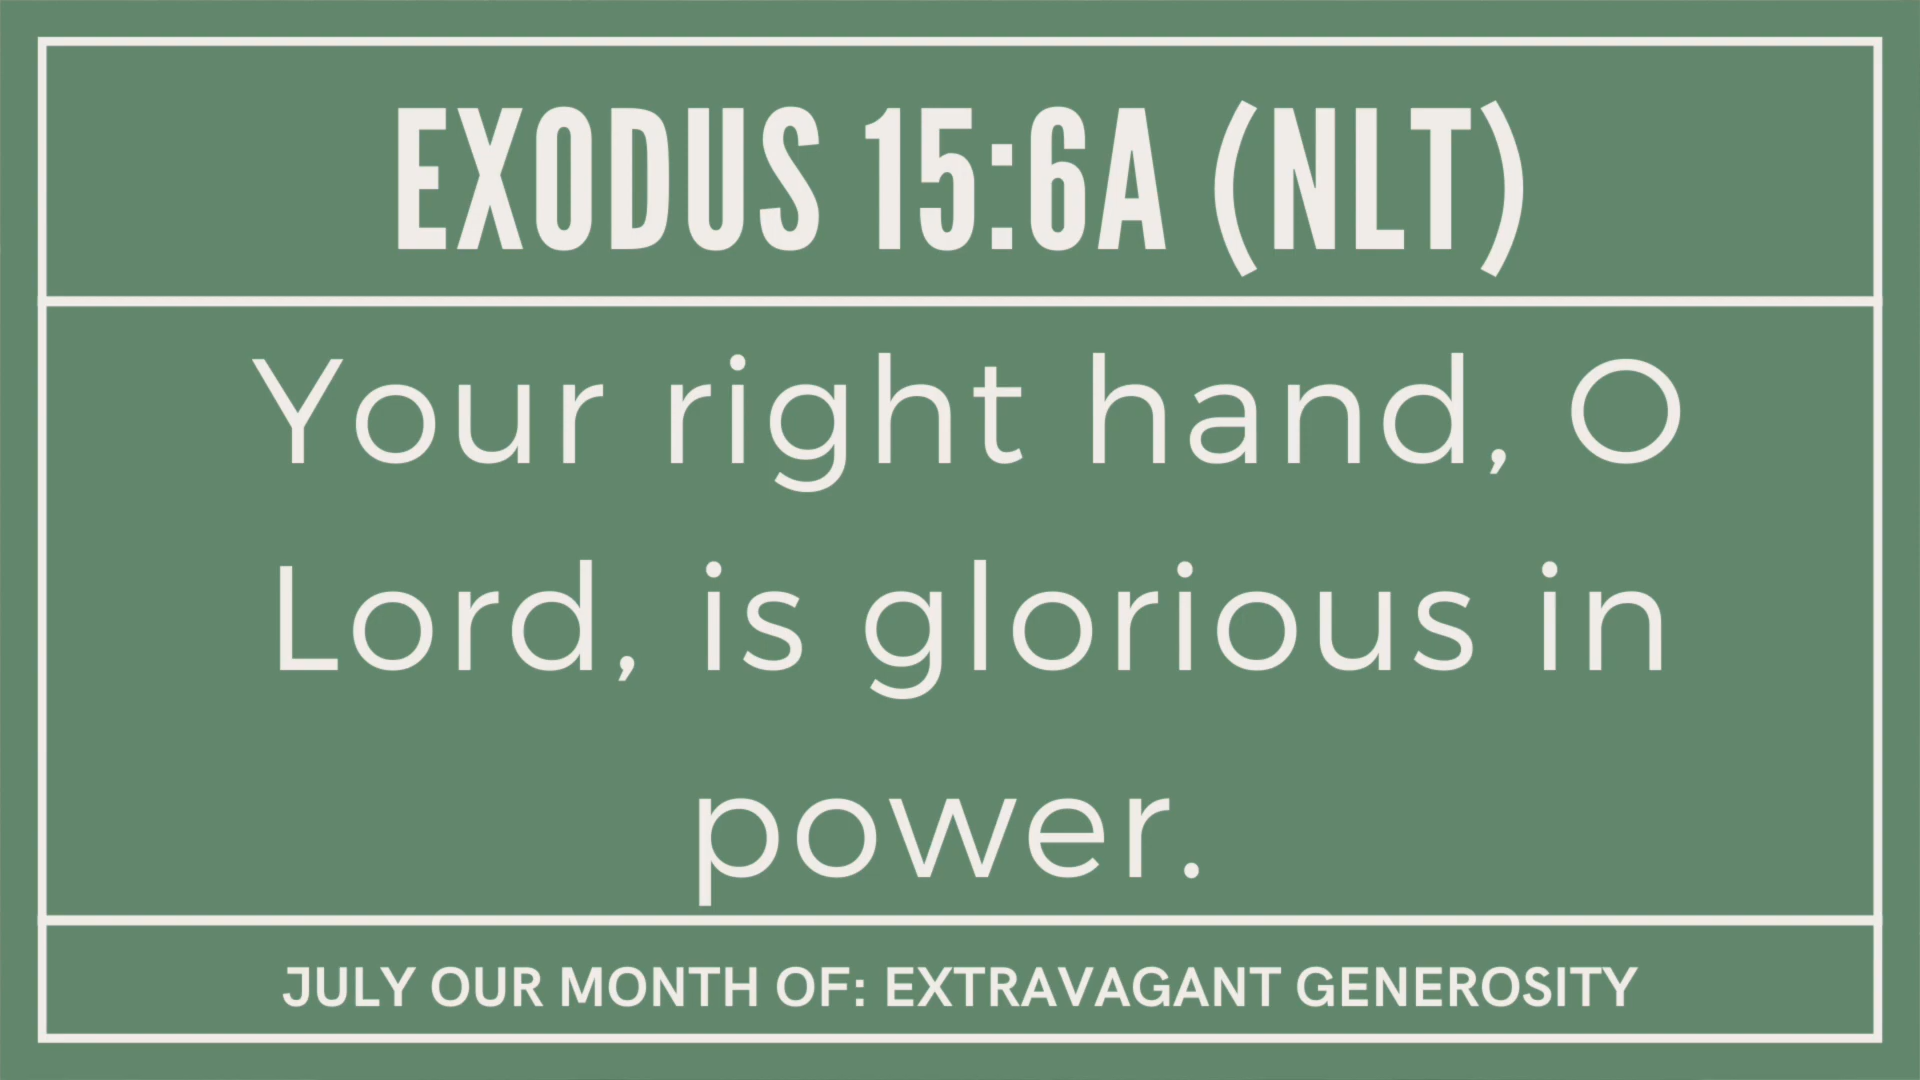 EXODUS 15:6A (NLT)
Your right hand, O
Lord, is glorious in
power.
JULY OUR MONTH OF: EXTRAVAGANT GENEROSITY